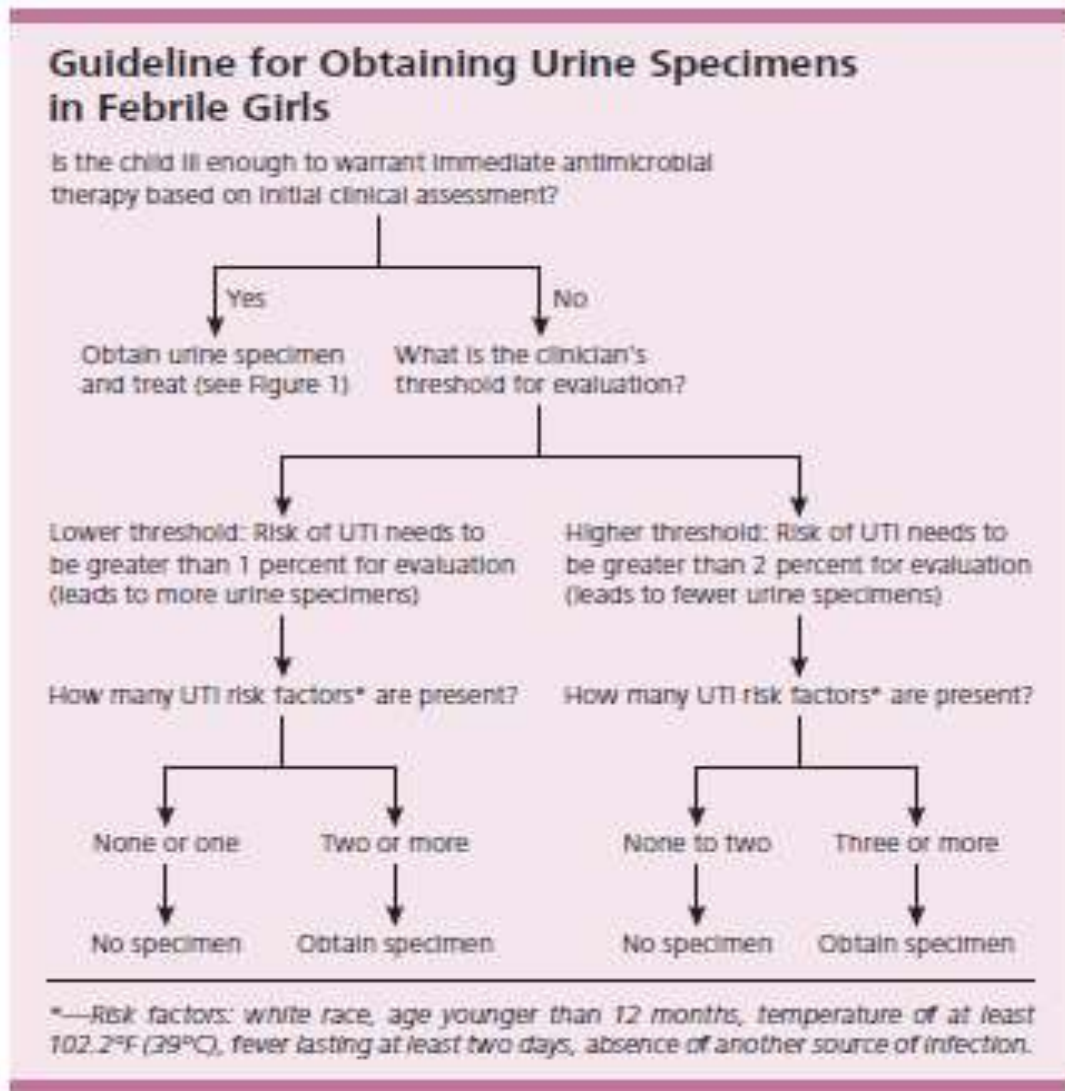 Guideline for Obtaining Urine Specimens
in Febrile Girls
Is the child ill enough to warrant immediate antimicrobial
therapy based on initial clinical assessment?
Yes
No
Obtain urine specimen
and treat (see Figure 1)
What is the clinician's
threshold for evaluation?
Lower threshold: Risk of UTI needs to
be greater than 1 percent for evaluation
(leads to more urine specimens)
Higher threshold: Risk of UTI needs to
be greater than 2 percent for evaluation
(leads to fewer urine specimens)
How many UTI risk factors* are present?
How many UTI risk factors* are present?
None or one
Two or more
None to two
Three or more
No specimen
Obtain specimen
No specimen
Obtain specimen
*—Risk factors: white race, age younger than 12 months, temperature of at least
102.2°F (39°C), fever lasting at least two days, absence of another source of infection.